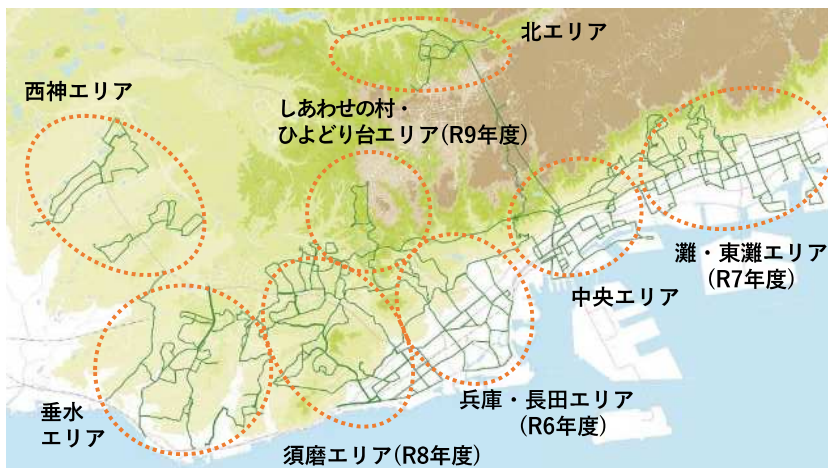 北エリア
西神エリア
しあわせの村・
ひよどり台エリア(R9年度)
灘・東灘エリア
(R7年度)
中央エリア
兵庫・長田エリア
(R6年度)
垂水
エリア
須磨エリア(R8年度)